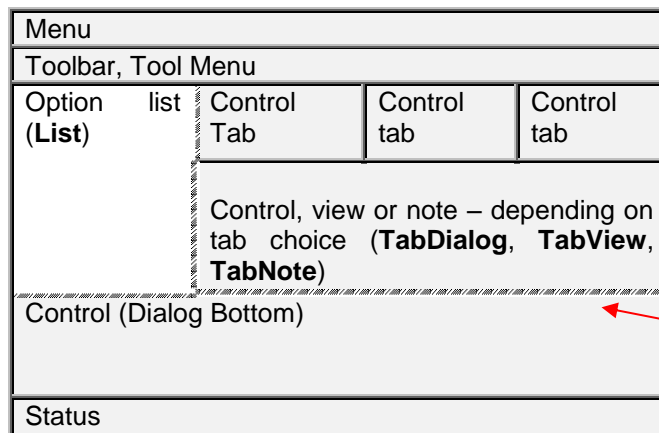 Menu
Toolbar, Tool Menu
Option list
(List)
Control
Tab
Control
tab
Control
tab
Control, view or note – depending on
tab choice (TabDialog, TabView,
TabNote)
Control (Dialog Bottom)
Status